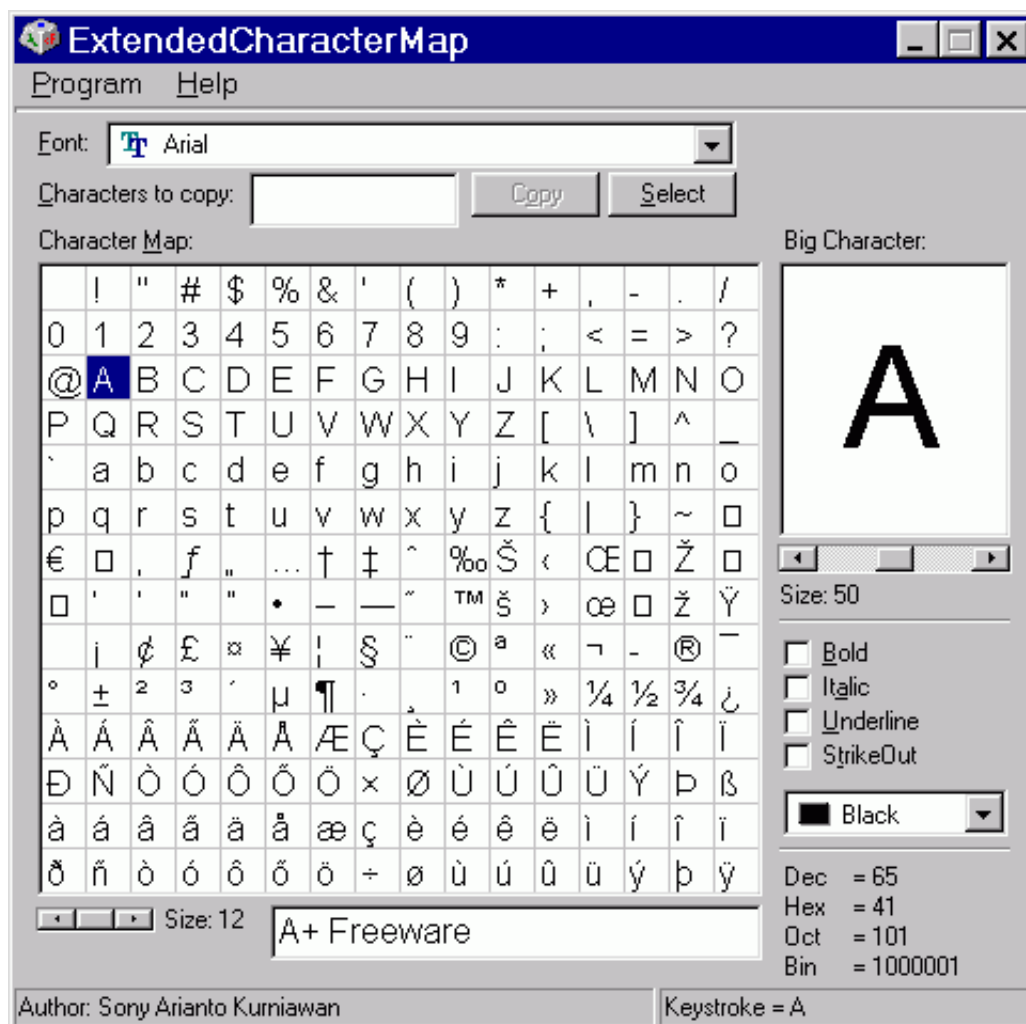 ExtendedCharacterMap
Program Help
Font: Arial
Characters to copy: Copy Select
Character Map: Big Character:
! " # $ % & ' ( ) * + , - . /
0 1 2 3 4 5 6 7 8 9 : ; < = > ?
@ A B C D E F G H I J K L M N O
P Q R S T U V W X Y Z [ \ ] ^ _
` a b c d e f g h i j k l m n o
p q r s t u v w x y z { | } ~ □
€ □ ‚ ƒ „ … † ‡ ˆ ‰ Š ‹ Œ □ Ž □
□ ' ' " " • – — ˜ ™ š › œ □ ž Ÿ
¡ ¢ £ ¤ ¥ ¦ § ¨ © ª « ¬ - ® ¯
° ± ² ³ ´ µ ¶ · ¸ ¹ º » ¼ ½ ¾ ¿
À Á Â Ã Ä Å Æ Ç È É Ê Ë Ì Í Î Ï
Ð Ñ Ò Ó Ô Õ Ö × Ø Ù Ú Û Ü Ý Þ ß
à á â ã ä å æ ç è é ê ë ì í î ï
ð ñ ò ó ô õ ö ÷ ø ù ú û ü ý þ ÿ
A
Size: 50
Bold
Italic
Underline
StrikeOut
Black
Dec = 65
Hex = 41
Oct = 101
Bin = 1000001
Size: 12
A+ Freeware
Author: Sony Arianto Kurniawan
Keystroke = A